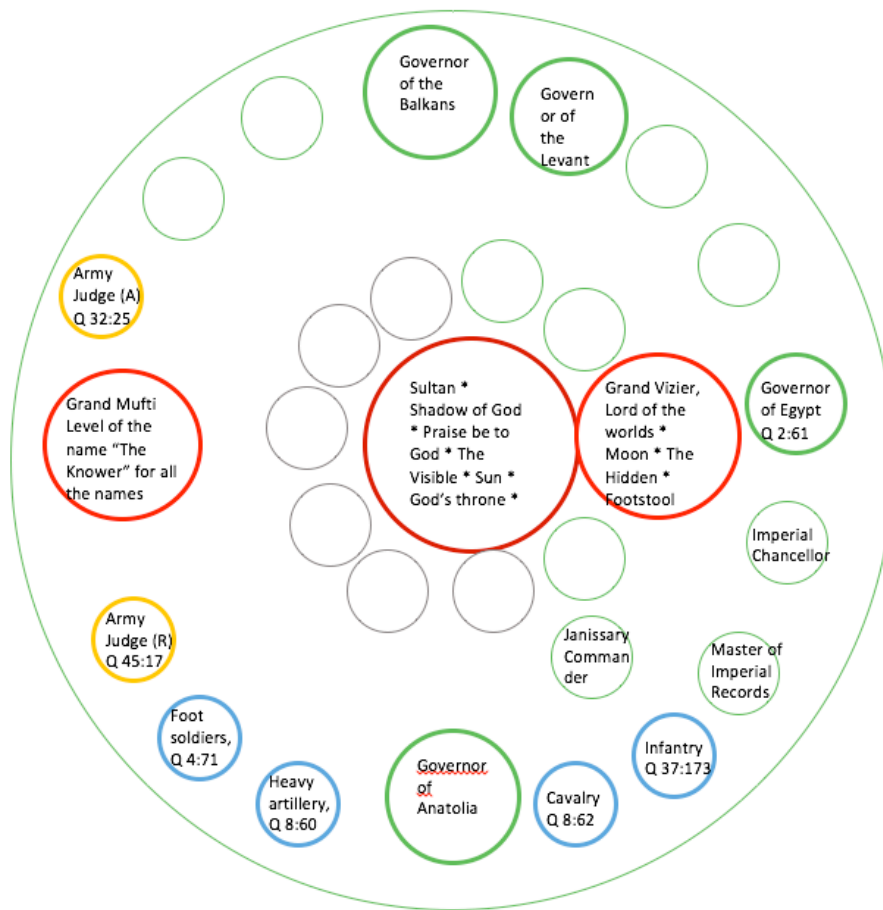 Governor
of the
Balkans
Govern
or of
the
Levant
Army
Judge (A)
Q 32:25
Grand Mufti
Level of the
name “The
Knower” for all
the names
Sultan *
Shadow of God
* Praise be to
God * The
Visible * Sun *
God’s throne *
Grand Vizier,
Lord of the
worlds *
Moon * The
Hidden *
Footstool
Governor
of Egypt
Q 2:61
Imperial
Chancellor
Army
Judge (R)
Q 45:17
Janissary
Comman
der
Master of
Imperial
Records
Foot
soldiers,
Q 4:71
Heavy
artillery,
Q 8:60
Governor
of
Anatolia
Cavalry
Q 8:62
Infantry
Q 37:173